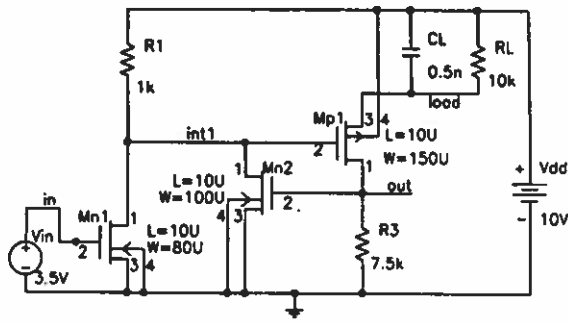 R1
1k
CL
0.5n
RL
10k
load
Mp1
3
4
2
1
L=10U
W=150U
int1
1
Mn2
L=10U
W=100U
4
3
2
out
Vdd
+
-
10V
in
Mn1
1
2
3
4
L=10U
W=80U
Vin
+
-
3.5V
R3
7.5k